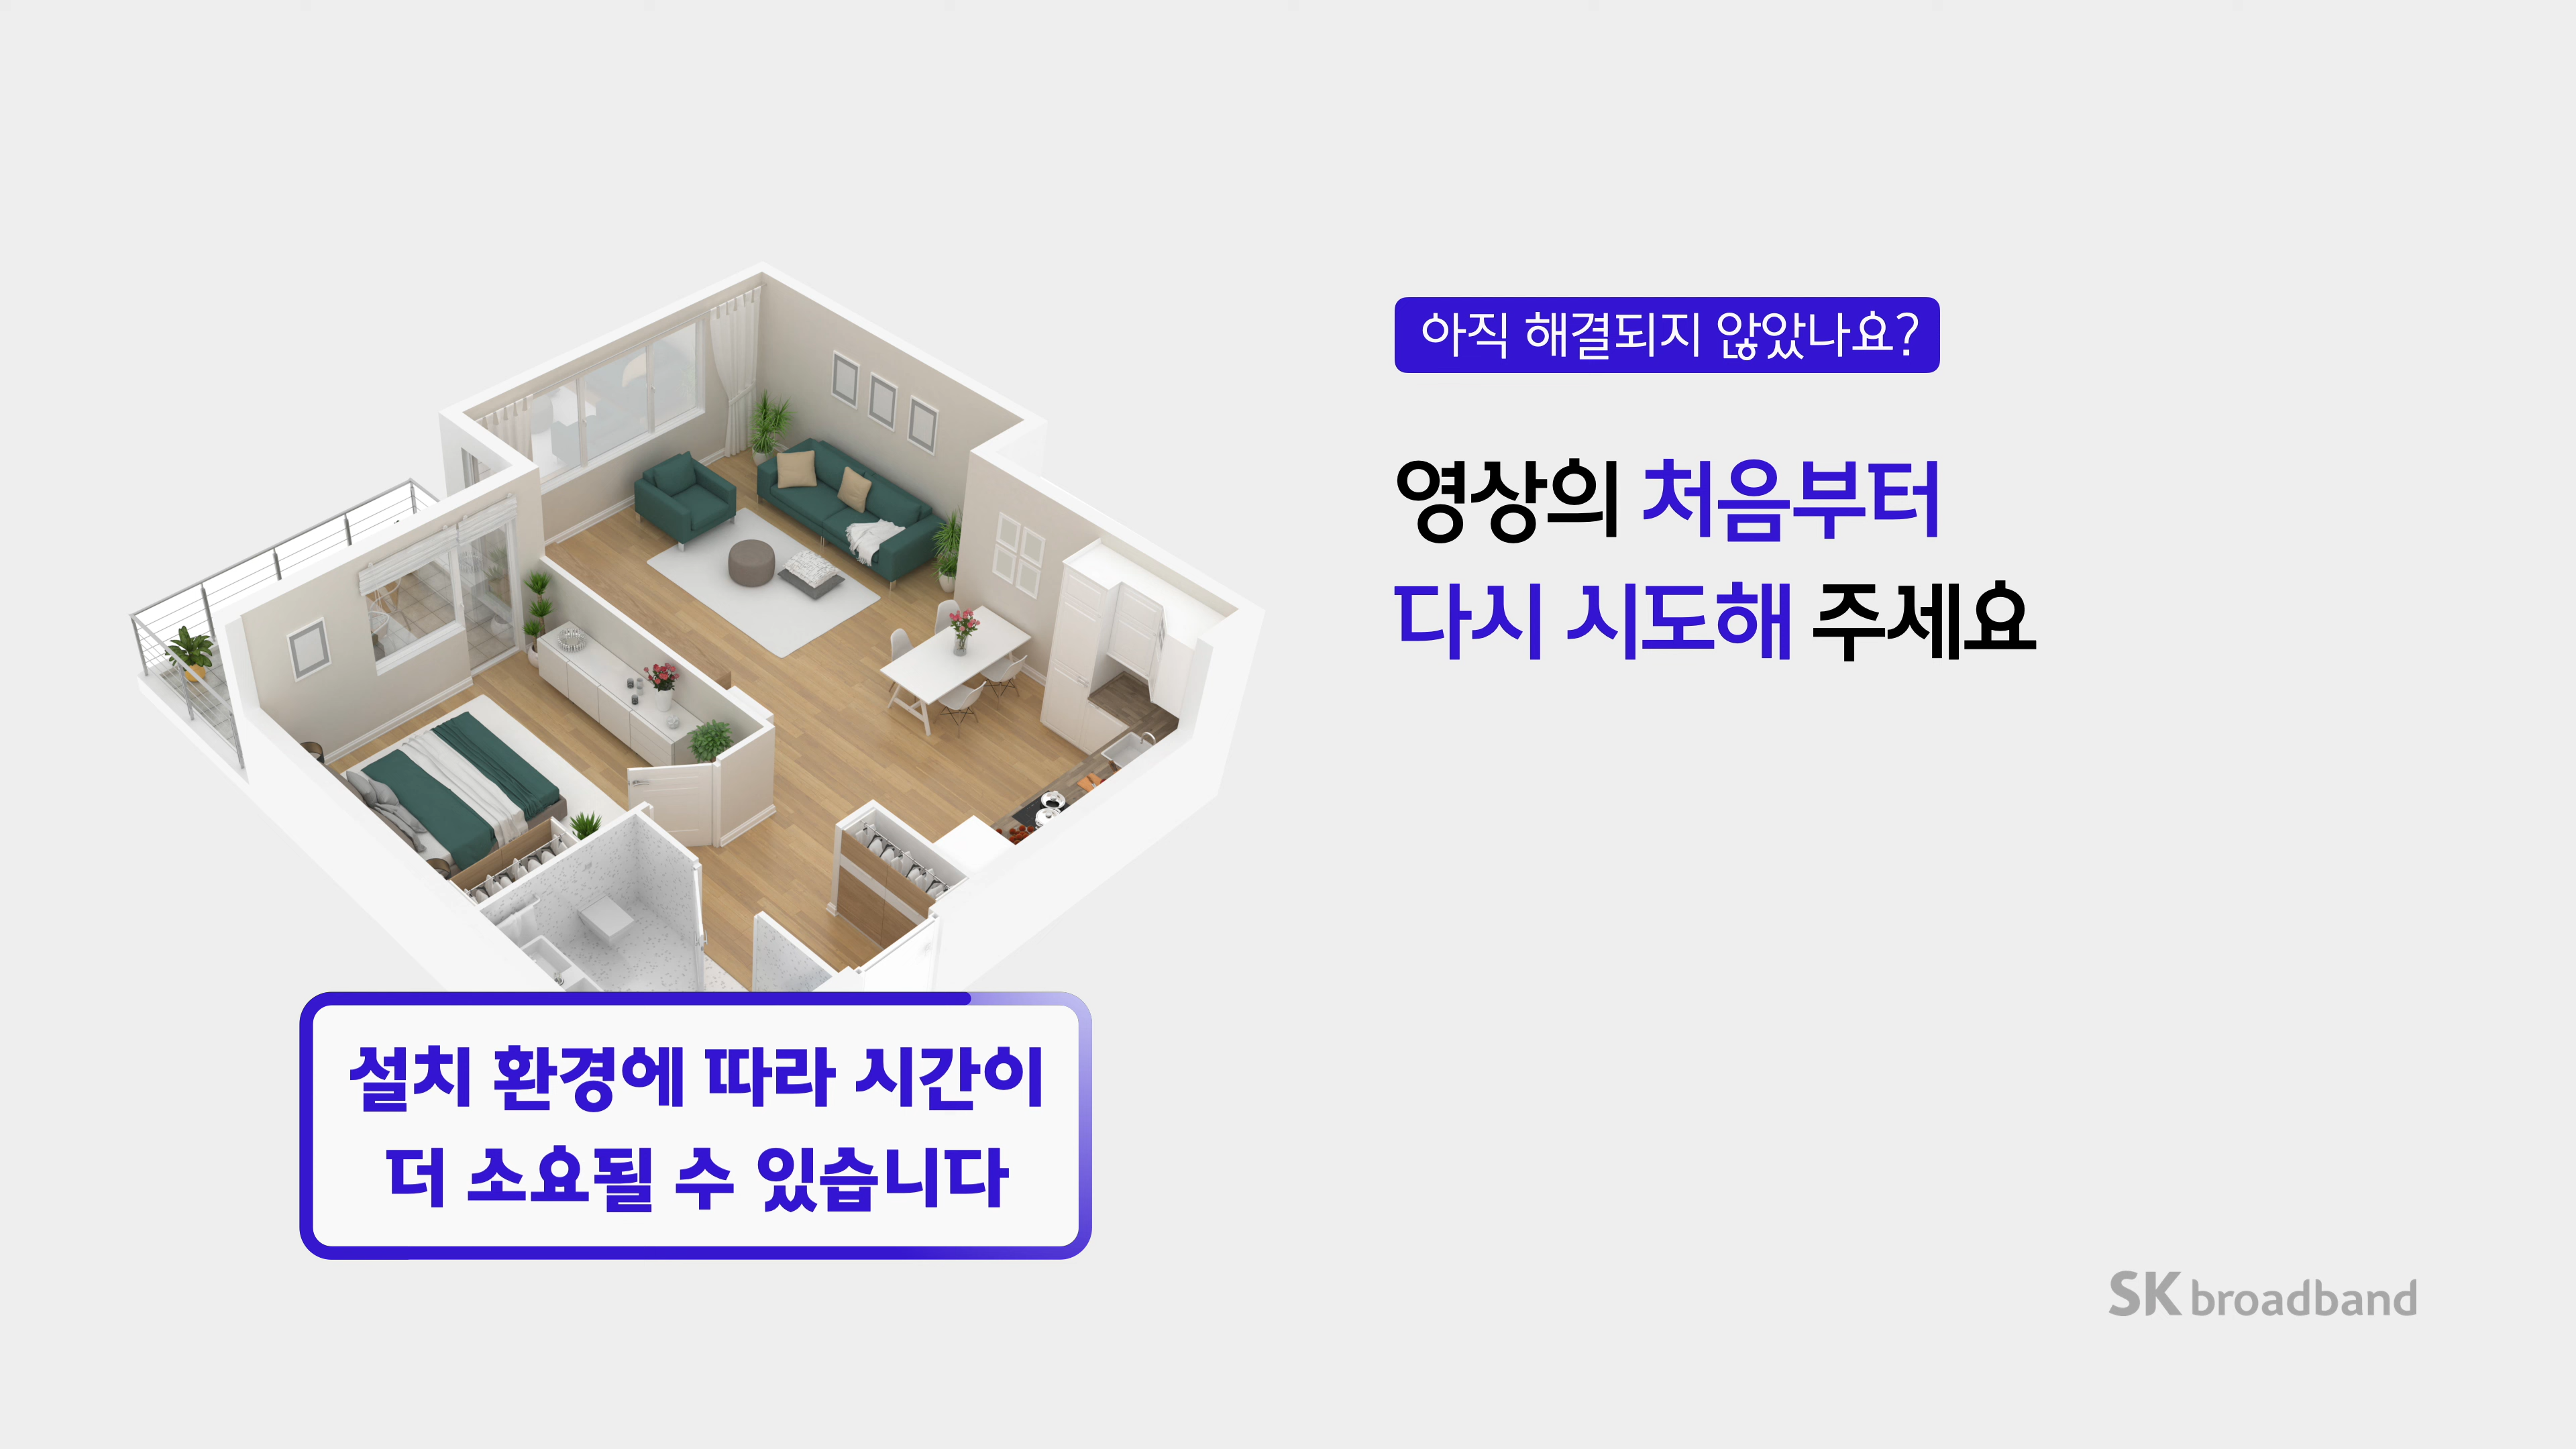 아직 해결되지 않았나요?
영상의 처음부터
다시 시도해 주세요
설치 환경에 따라 시간이
더 소요될 수 있습니다
SK broadband